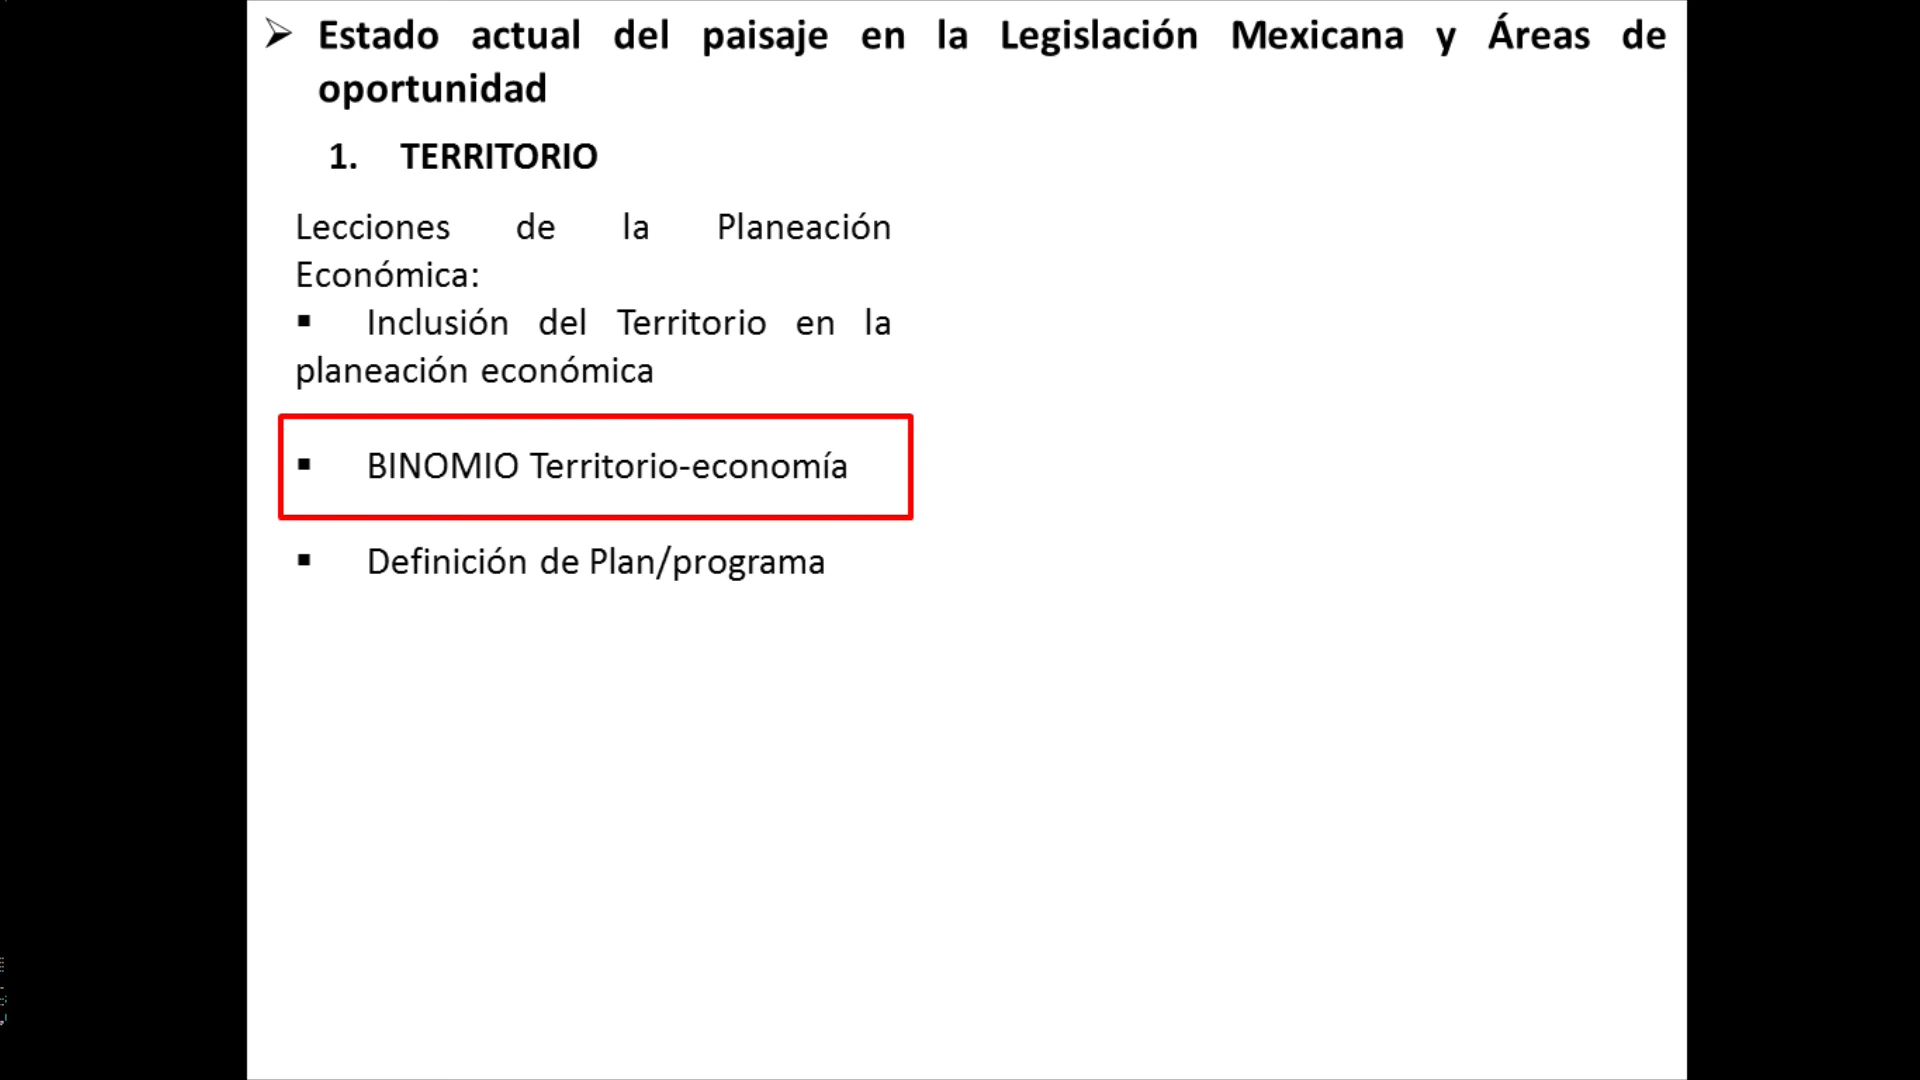 ➢ Estado actual del paisaje en la Legislación Mexicana y Áreas de
oportunidad
1. TERRITORIO
Lecciones de la Planeación
Económica:
▪ Inclusión del Territorio en la
planeación económica
▪ BINOMIO Territorio-economía
▪ Definición de Plan/programa